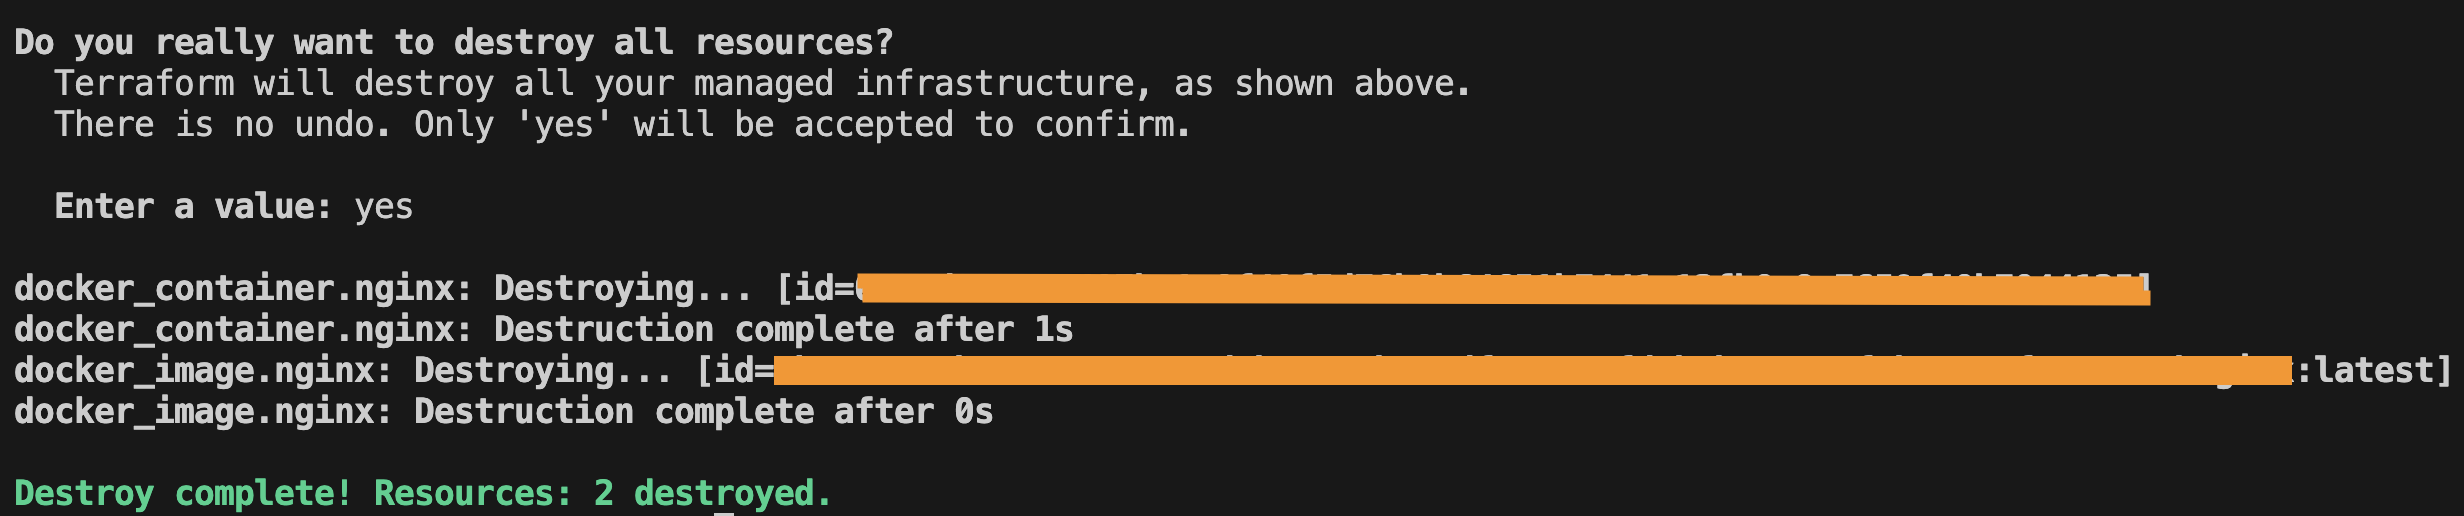 Do you really want to destroy all resources?
Terraform will destroy all your managed infrastructure, as shown above.
There is no undo. Only 'yes' will be accepted to confirm.
Enter a value: yes
docker_container.nginx: Destroying... [id=
docker_container.nginx: Destruction complete after 1s
docker_image.nginx: Destroying... [id= :latest]
docker_image.nginx: Destruction complete after 0s
Destroy complete! Resources: 2 destroyed.